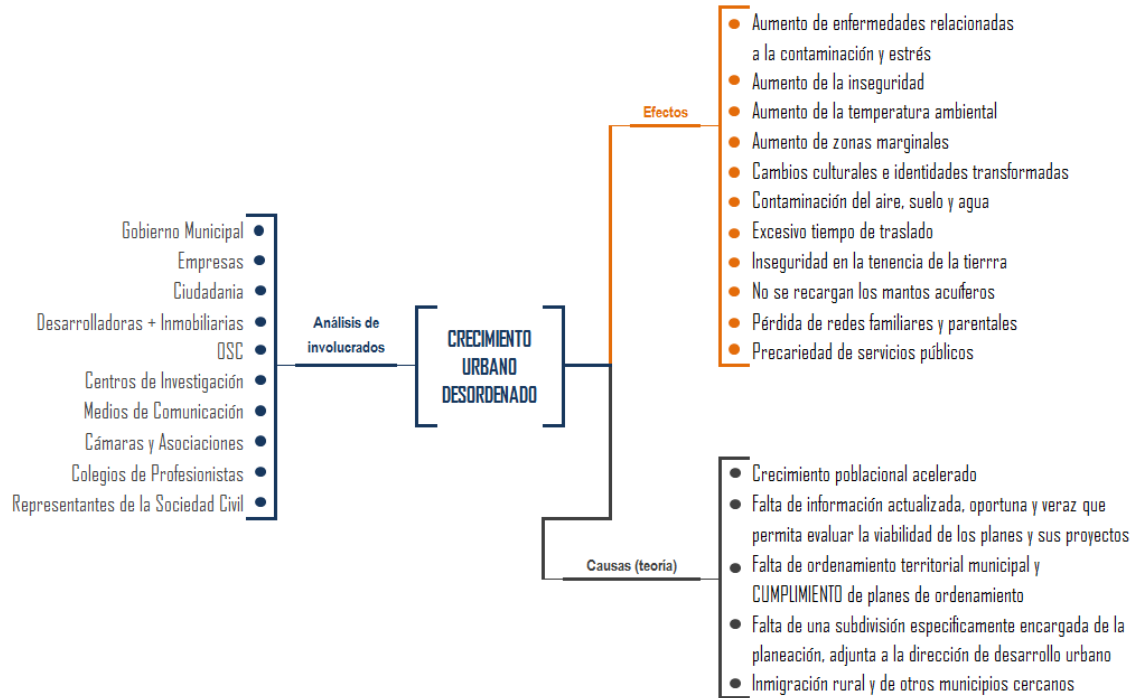 Gobierno Municipal
Empresas
Ciudadania
Desarrolladoras + Inmobiliarias
OSC
Centros de Investigación
Medios de Comunicación
Cámaras y Asociaciones
Colegios de Profesionistas
Representantes de la Sociedad Civil
Análisis de
involucrados
CRECIMIENTO
URBANO
DESORDENADO
Efectos
Aumento de enfermedades relacionadas
a la contaminación y estrés
Aumento de la inseguridad
Aumento de la temperatura ambiental
Aumento de zonas marginales
Cambios culturales e identidades transformadas
Contaminación del aire, suelo y agua
Excesivo tiempo de traslado
Inseguridad en la tenencia de la tierrra
No se recargan los mantos acuíferos
Pérdida de redes familiares y parentales
Precariedad de servicios públicos
Causas (teoría)
Crecimiento poblacional acelerado
Falta de información actualizada, oportuna y veraz que
permita evaluar la viabilidad de los planes y sus proyectos
Falta de ordenamiento territorial municipal y
CUMPLIMIENTO de planes de ordenamiento
Falta de una subdivisión especificamente encargada de la
planeación, adjunta a la dirección de desarrollo urbano
Inmigración rural y de otros municipios cercanos